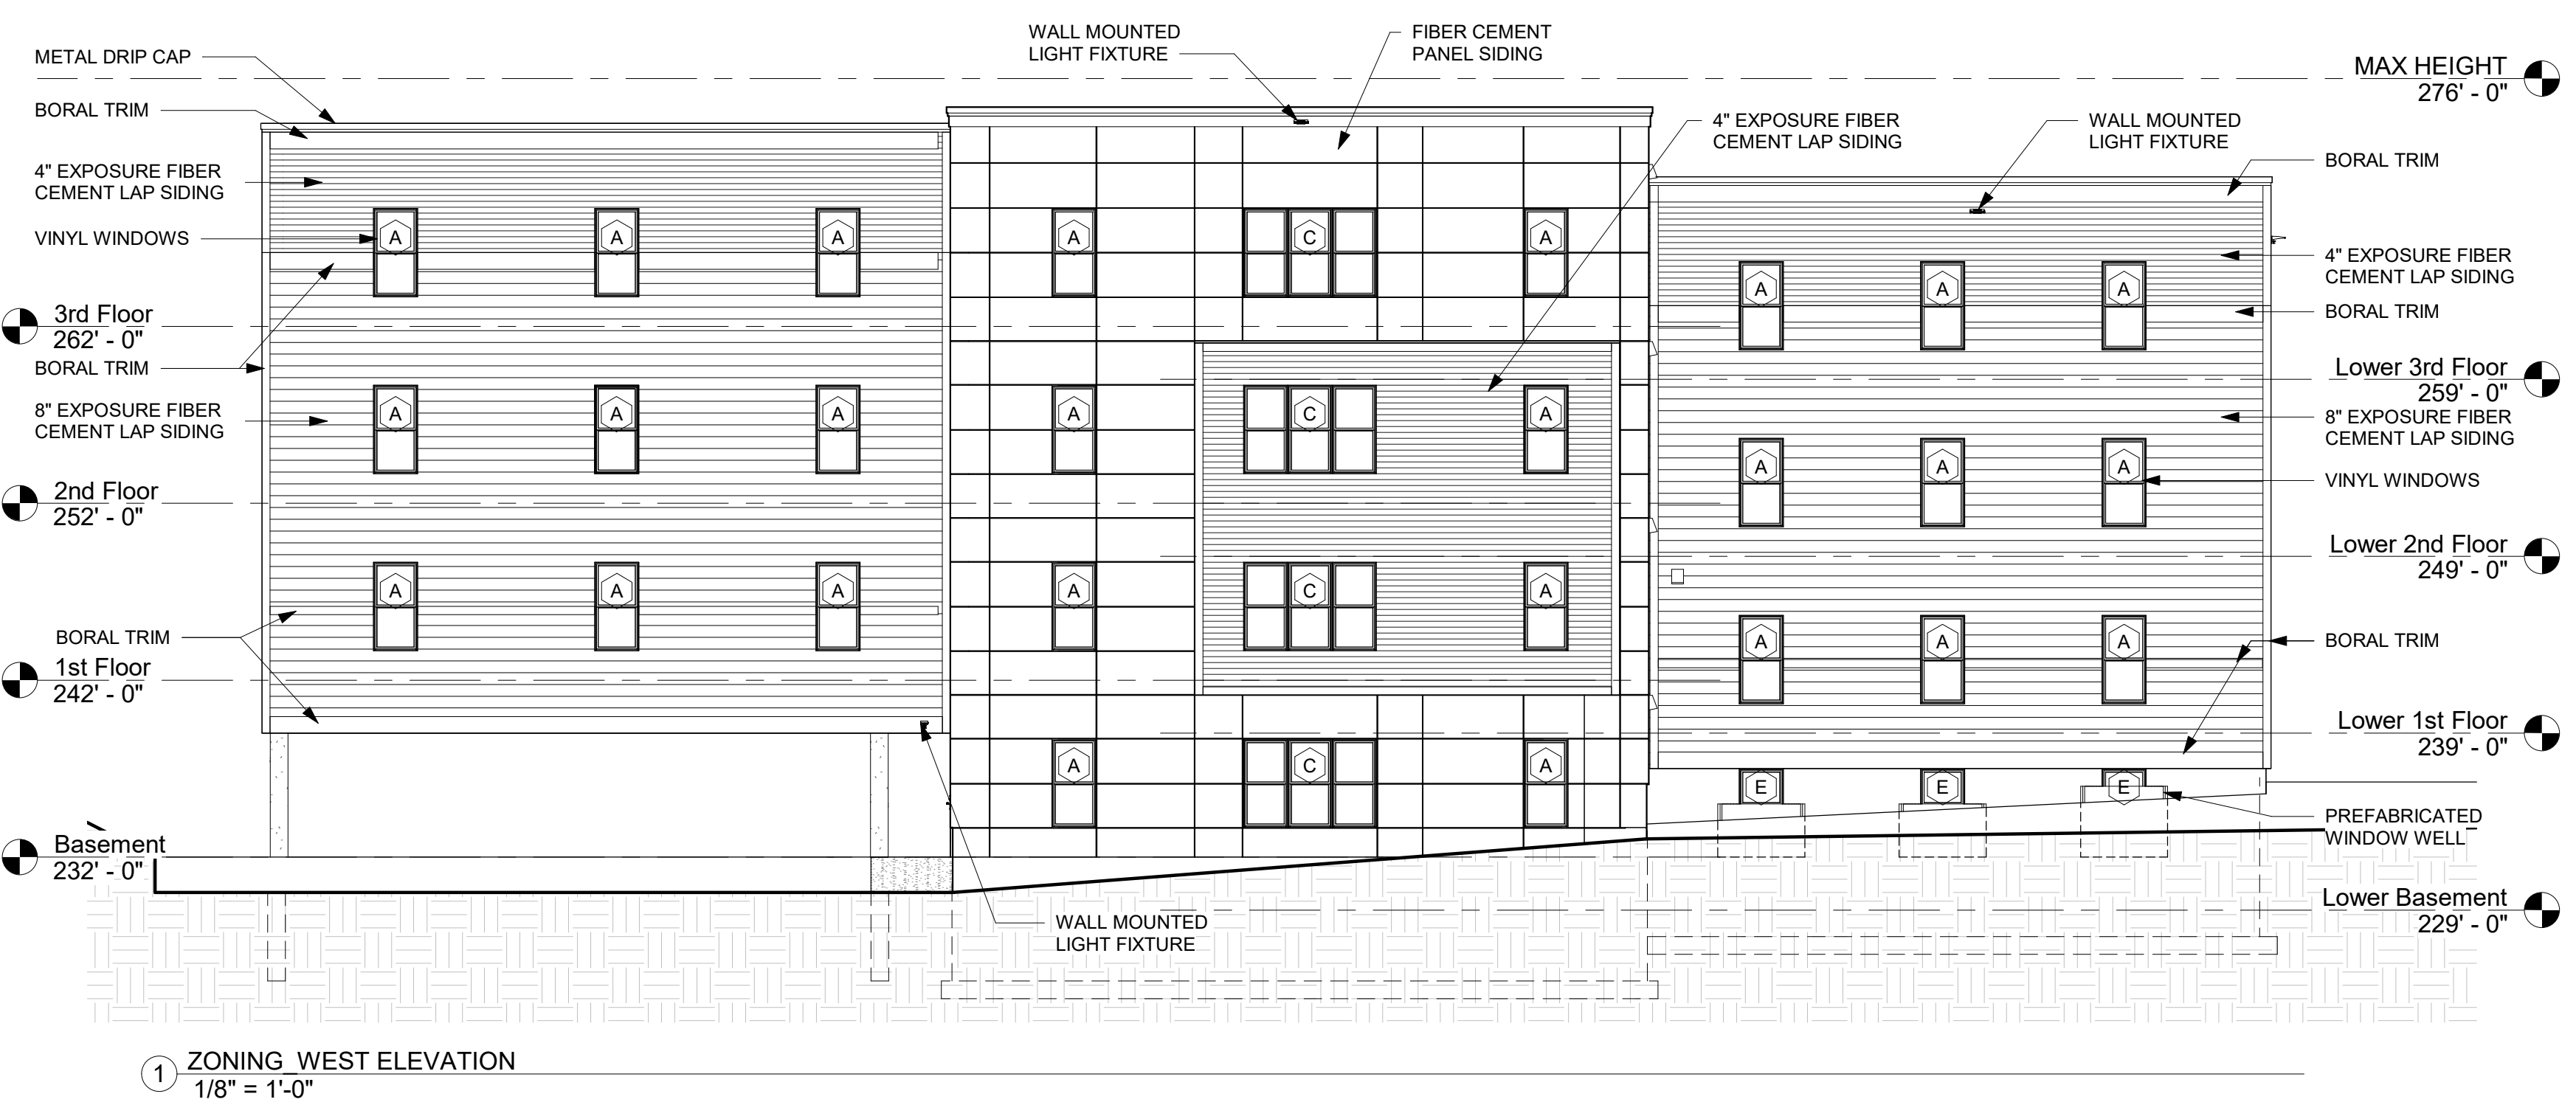 WALL MOUNTED
LIGHT FIXTURE
FIBER CEMENT
PANEL SIDING
METAL DRIP CAP
MAX HEIGHT
276' - 0"
BORAL TRIM
4" EXPOSURE FIBER
CEMENT LAP SIDING
WALL MOUNTED
LIGHT FIXTURE
BORAL TRIM
4" EXPOSURE FIBER
CEMENT LAP SIDING
VINYL WINDOWS
A
A
A
A
C
A
4" EXPOSURE FIBER
CEMENT LAP SIDING
A
A
A
3rd Floor
262' - 0"
BORAL TRIM
BORAL TRIM
Lower 3rd Floor
259' - 0"
8" EXPOSURE FIBER
CEMENT LAP SIDING
A
A
A
A
C
A
8" EXPOSURE FIBER
CEMENT LAP SIDING
A
A
A
VINYL WINDOWS
2nd Floor
252' - 0"
Lower 2nd Floor
249' - 0"
A
A
A
A
C
A
BORAL TRIM
A
A
A
BORAL TRIM
1st Floor
242' - 0"
Lower 1st Floor
239' - 0"
A
C
A
E
E
E
PREFABRICATED
WINDOW WELL
Basement
232' - 0"
Lower Basement
229' - 0"
WALL MOUNTED
LIGHT FIXTURE
1
ZONING_WEST ELEVATION
1/8" = 1'-0"